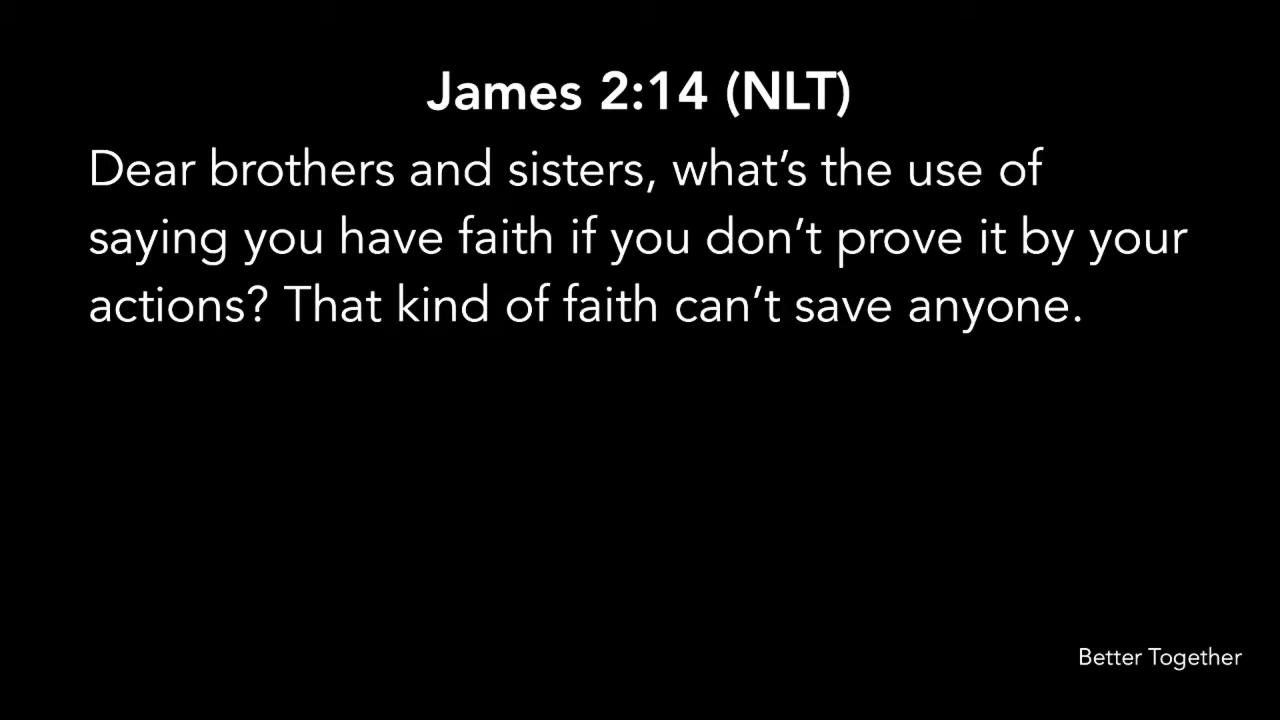 James 2:14 (NLT)
Dear brothers and sisters, what’s the use of
saying you have faith if you don’t prove it by your
actions? That kind of faith can’t save anyone.
Better Together